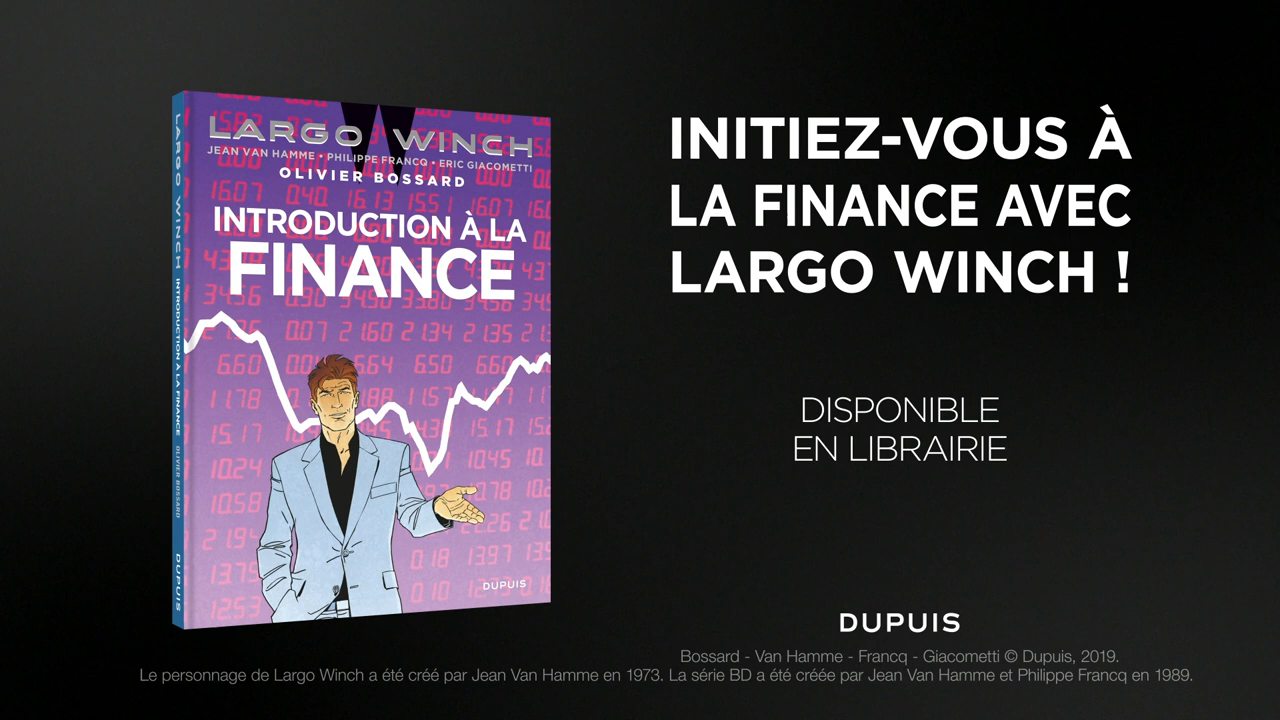 LARGO WINCH
JEAN VAN HAMME • PHILIPPE FRANCQ • ERIC GIACOMETTI
OLIVIER BOSSARD
INTRODUCTION À LA
FINANCE
DUPUIS
LARGO WINCH INTRODUCTION À LA FINANCE OLIVIER BOSSARD DUPUIS
INITIEZ-VOUS À
LA FINANCE AVEC
LARGO WINCH !
DISPONIBLE
EN LIBRAIRIE
DUPUIS
Bossard - Van Hamme - Francq - Giacometti © Dupuis, 2019.
Le personnage de Largo Winch a été créé par Jean Van Hamme en 1973. La série BD a été créée par Jean Van Hamme et Philippe Francq en 1989.